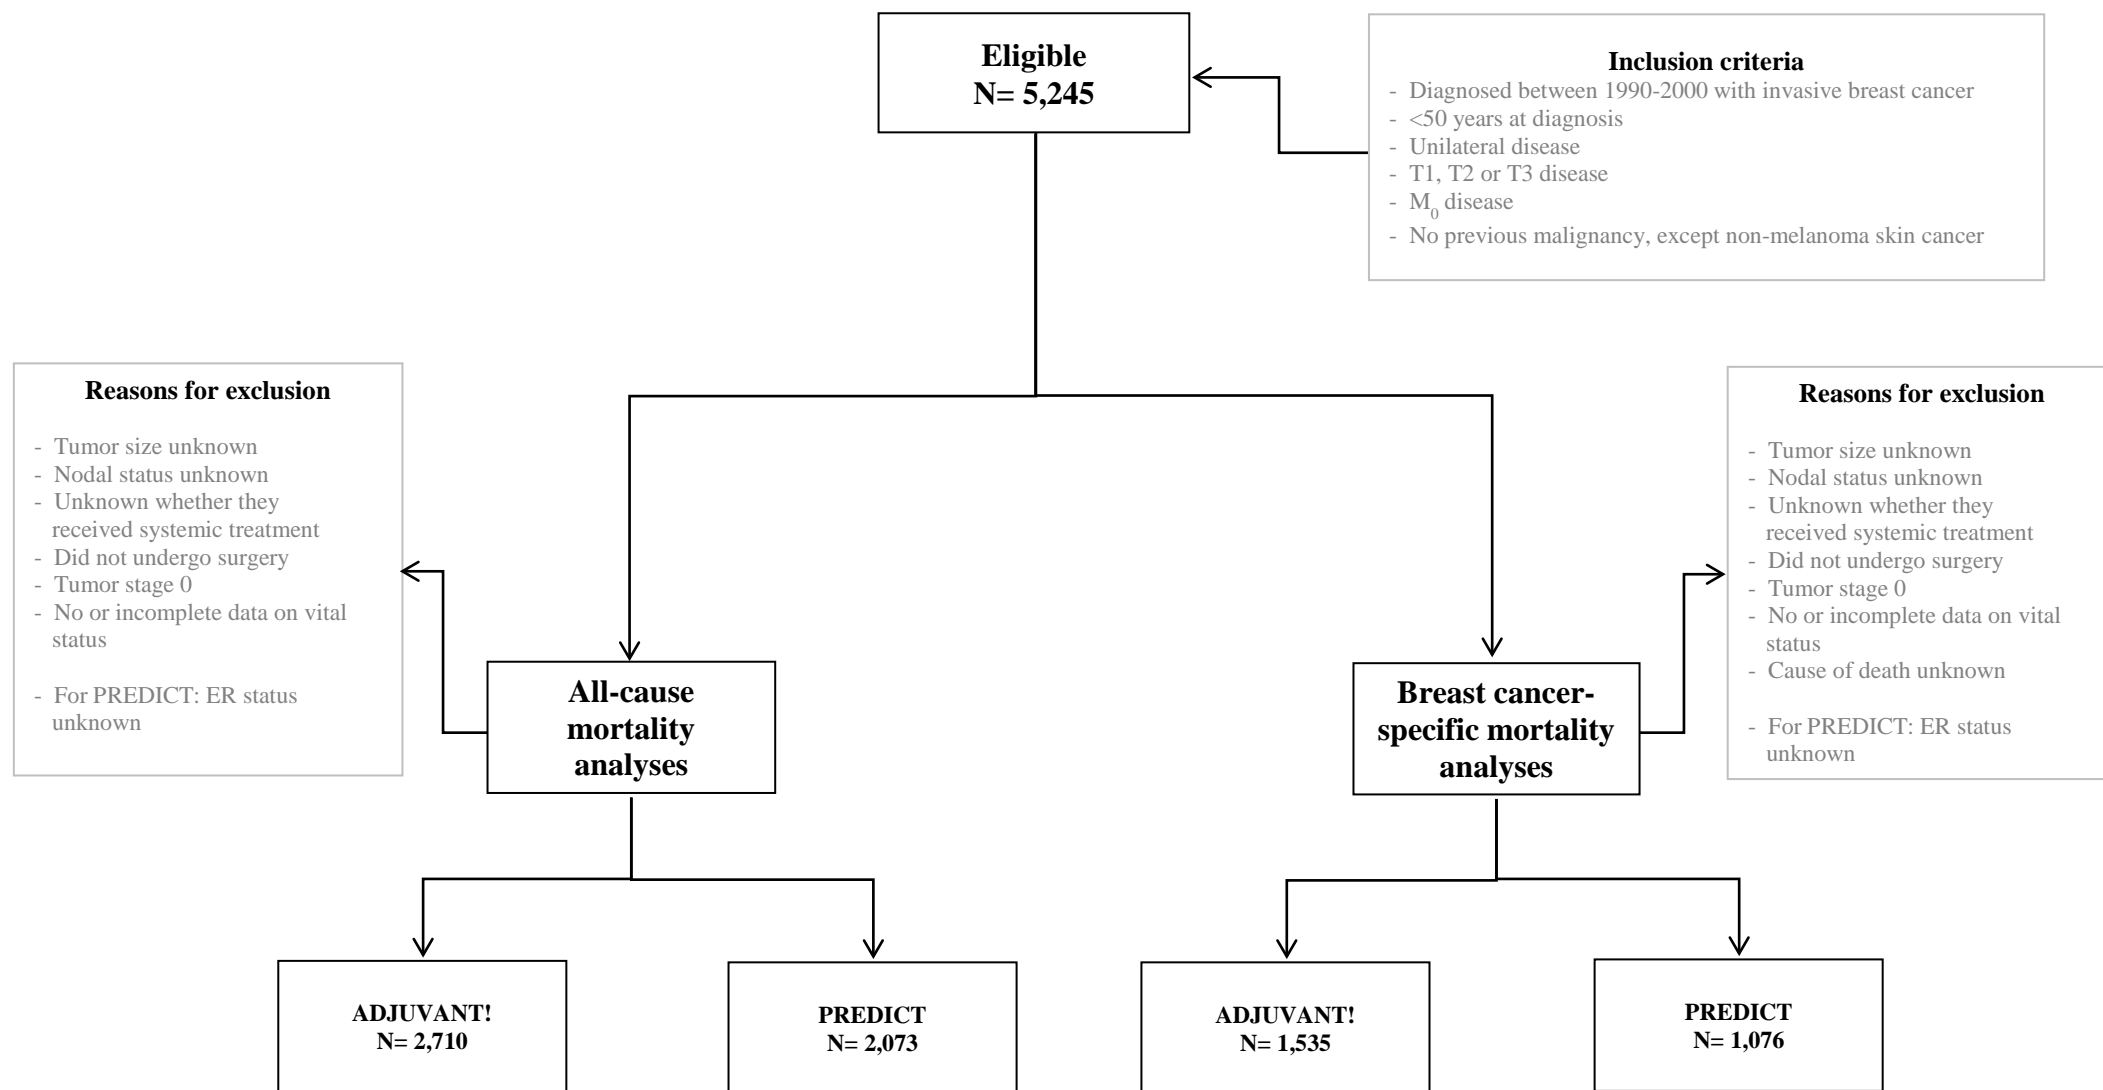 Eligible
N= 5,245
Inclusion criteria
- Diagnosed between 1990-2000 with invasive breast cancer
- <50 years at diagnosis
- Unilateral disease
- T1, T2 or T3 disease
- M0 disease
- No previous malignancy, except non-melanoma skin cancer
Reasons for exclusion
- Tumor size unknown
- Nodal status unknown
- Unknown whether they
received systemic treatment
- Did not undergo surgery
- Tumor stage 0
- No or incomplete data on vital
status
- For PREDICT: ER status
unknown
Reasons for exclusion
- Tumor size unknown
- Nodal status unknown
- Unknown whether they
received systemic treatment
- Did not undergo surgery
- Tumor stage 0
- No or incomplete data on vital
status
- Cause of death unknown
- For PREDICT: ER status
unknown
All-cause
mortality
analyses
Breast cancer-
specific mortality
analyses
ADJUVANT!
N= 2,710
PREDICT
N= 2,073
ADJUVANT!
N= 1,535
PREDICT
N= 1,076